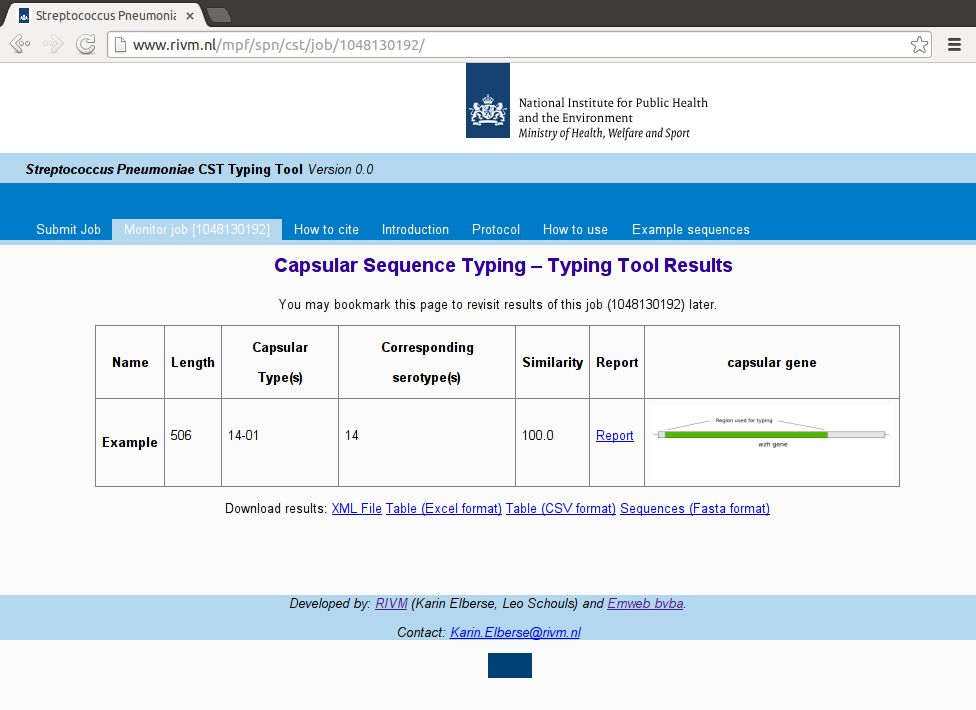 Streptococcus Pneumonia
www.rivm.nl/mpf/spn/cst/job/1048130192/
National Institute for Public Health
and the Environment
Ministry of Health, Welfare and Sport
Streptococcus Pneumoniae CST Typing Tool Version 0.0
Submit Job Monitor job [1048130192] How to cite Introduction Protocol How to use Example sequences
Capsular Sequence Typing – Typing Tool Results
You may bookmark this page to revisit results of this job (1048130192) later.
Name Length Capsular Type(s) Corresponding serotype(s) Similarity Report capsular gene
Example 506 14-01 14 100.0 Report
Region used for typing
wzh gene
Download results: XML File Table (Excel format) Table (CSV format) Sequences (Fasta format)
Developed by: RIVM (Karin Elberse, Leo Schouls) and Emweb bvba.
Contact: Karin.Elberse@rivm.nl